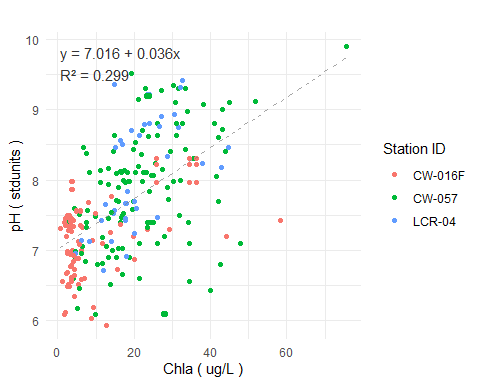 y = 7.016 + 0.036x
R² = 0.299
pH ( stdunits )
10
9
8
7
6
0
20
40
60
Chla ( ug/L )
Station ID
CW-016F
CW-057
LCR-04